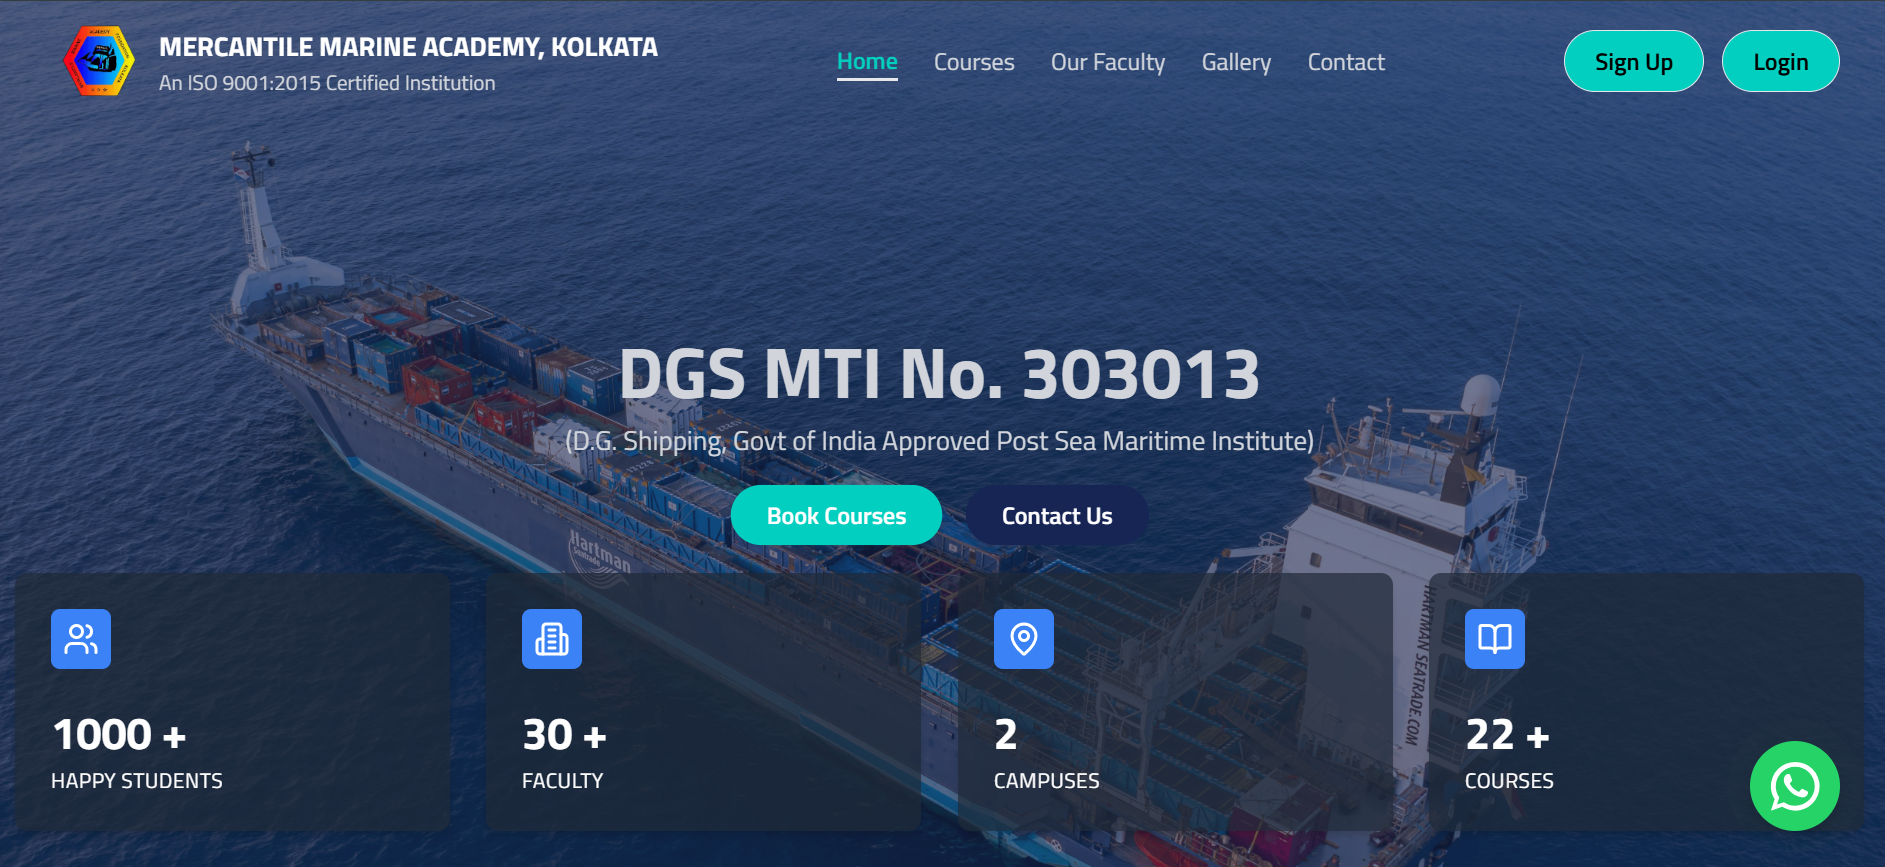 MERCANTILE MARINE ACADEMY, KOLKATA
An ISO 9001:2015 Certified Institution
Home
Courses
Our Faculty
Gallery
Contact
Sign Up
Login
DGS MTI No. 303013
(D.G. Shipping, Govt of India Approved Post Sea Maritime Institute)
Book Courses
Contact Us
Hartman
Seatrade
HARTMAN SEATRADE.COM
1000 +
HAPPY STUDENTS
30 +
FACULTY
2
CAMPUSES
22 +
COURSES